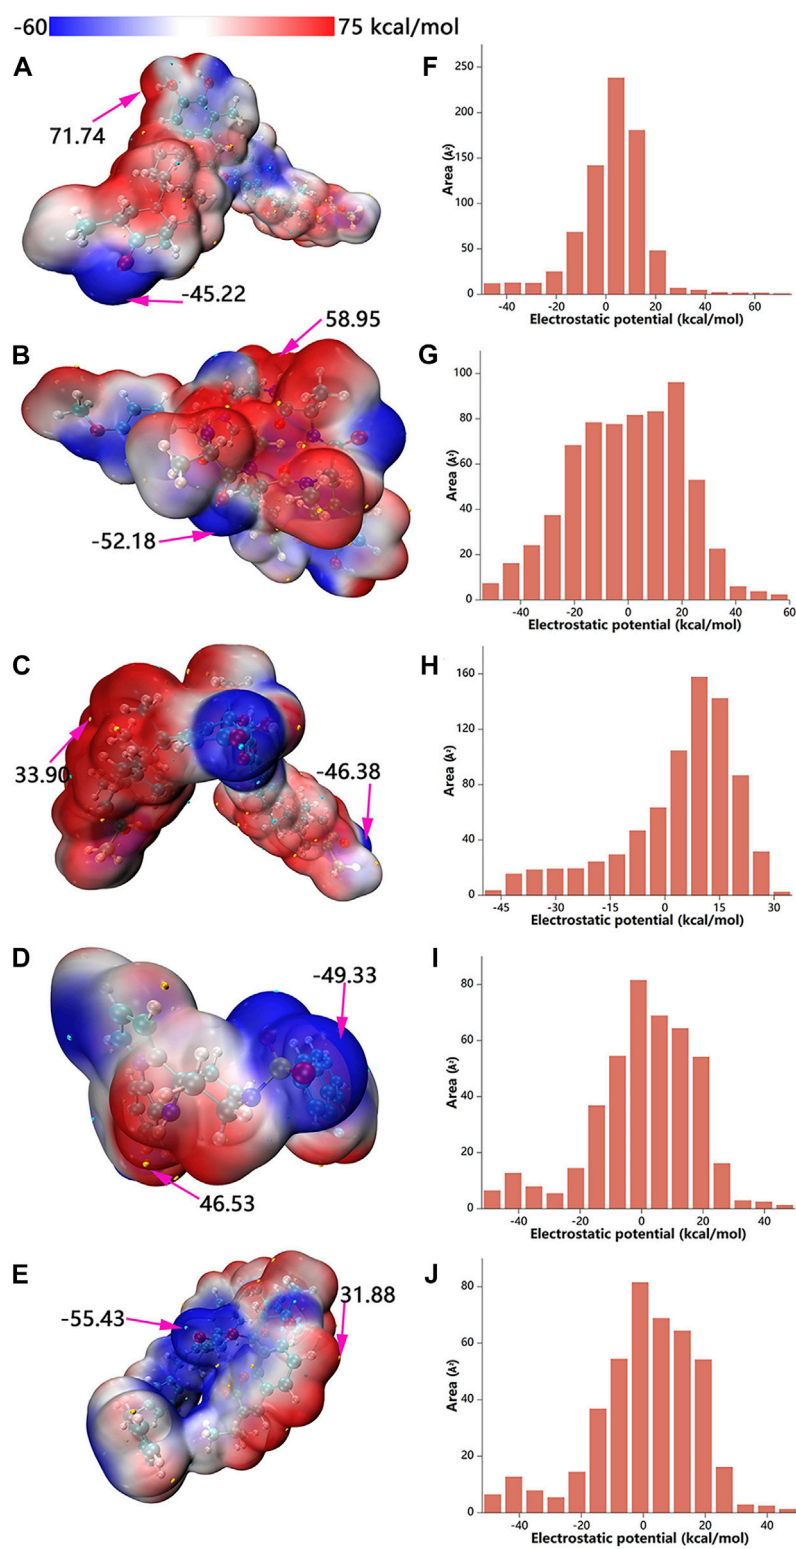 -60 75 kcal/mol
A
71.74
-45.22
F
Area (Å²)
250
200
150
100
50
0
-40 -20 0 20 40 60
Electrostatic potential (kcal/mol)
B
58.95
-52.18
G
Area (Å²)
100
80
60
40
20
0
-40 -20 0 20 40 60
Electrostatic potential (kcal/mol)
C
33.90
-46.38
H
Area (Å²)
160
120
80
40
0
-45 -30 -15 0 15 30
Electrostatic potential (kcal/mol)
D
-49.33
46.53
I
Area (Å²)
80
60
40
20
0
-40 -20 0 20 40
Electrostatic potential (kcal/mol)
E
-55.43
31.88
J
Area (Å²)
80
60
40
20
0
-40 -20 0 20 40
Electrostatic potential (kcal/mol)